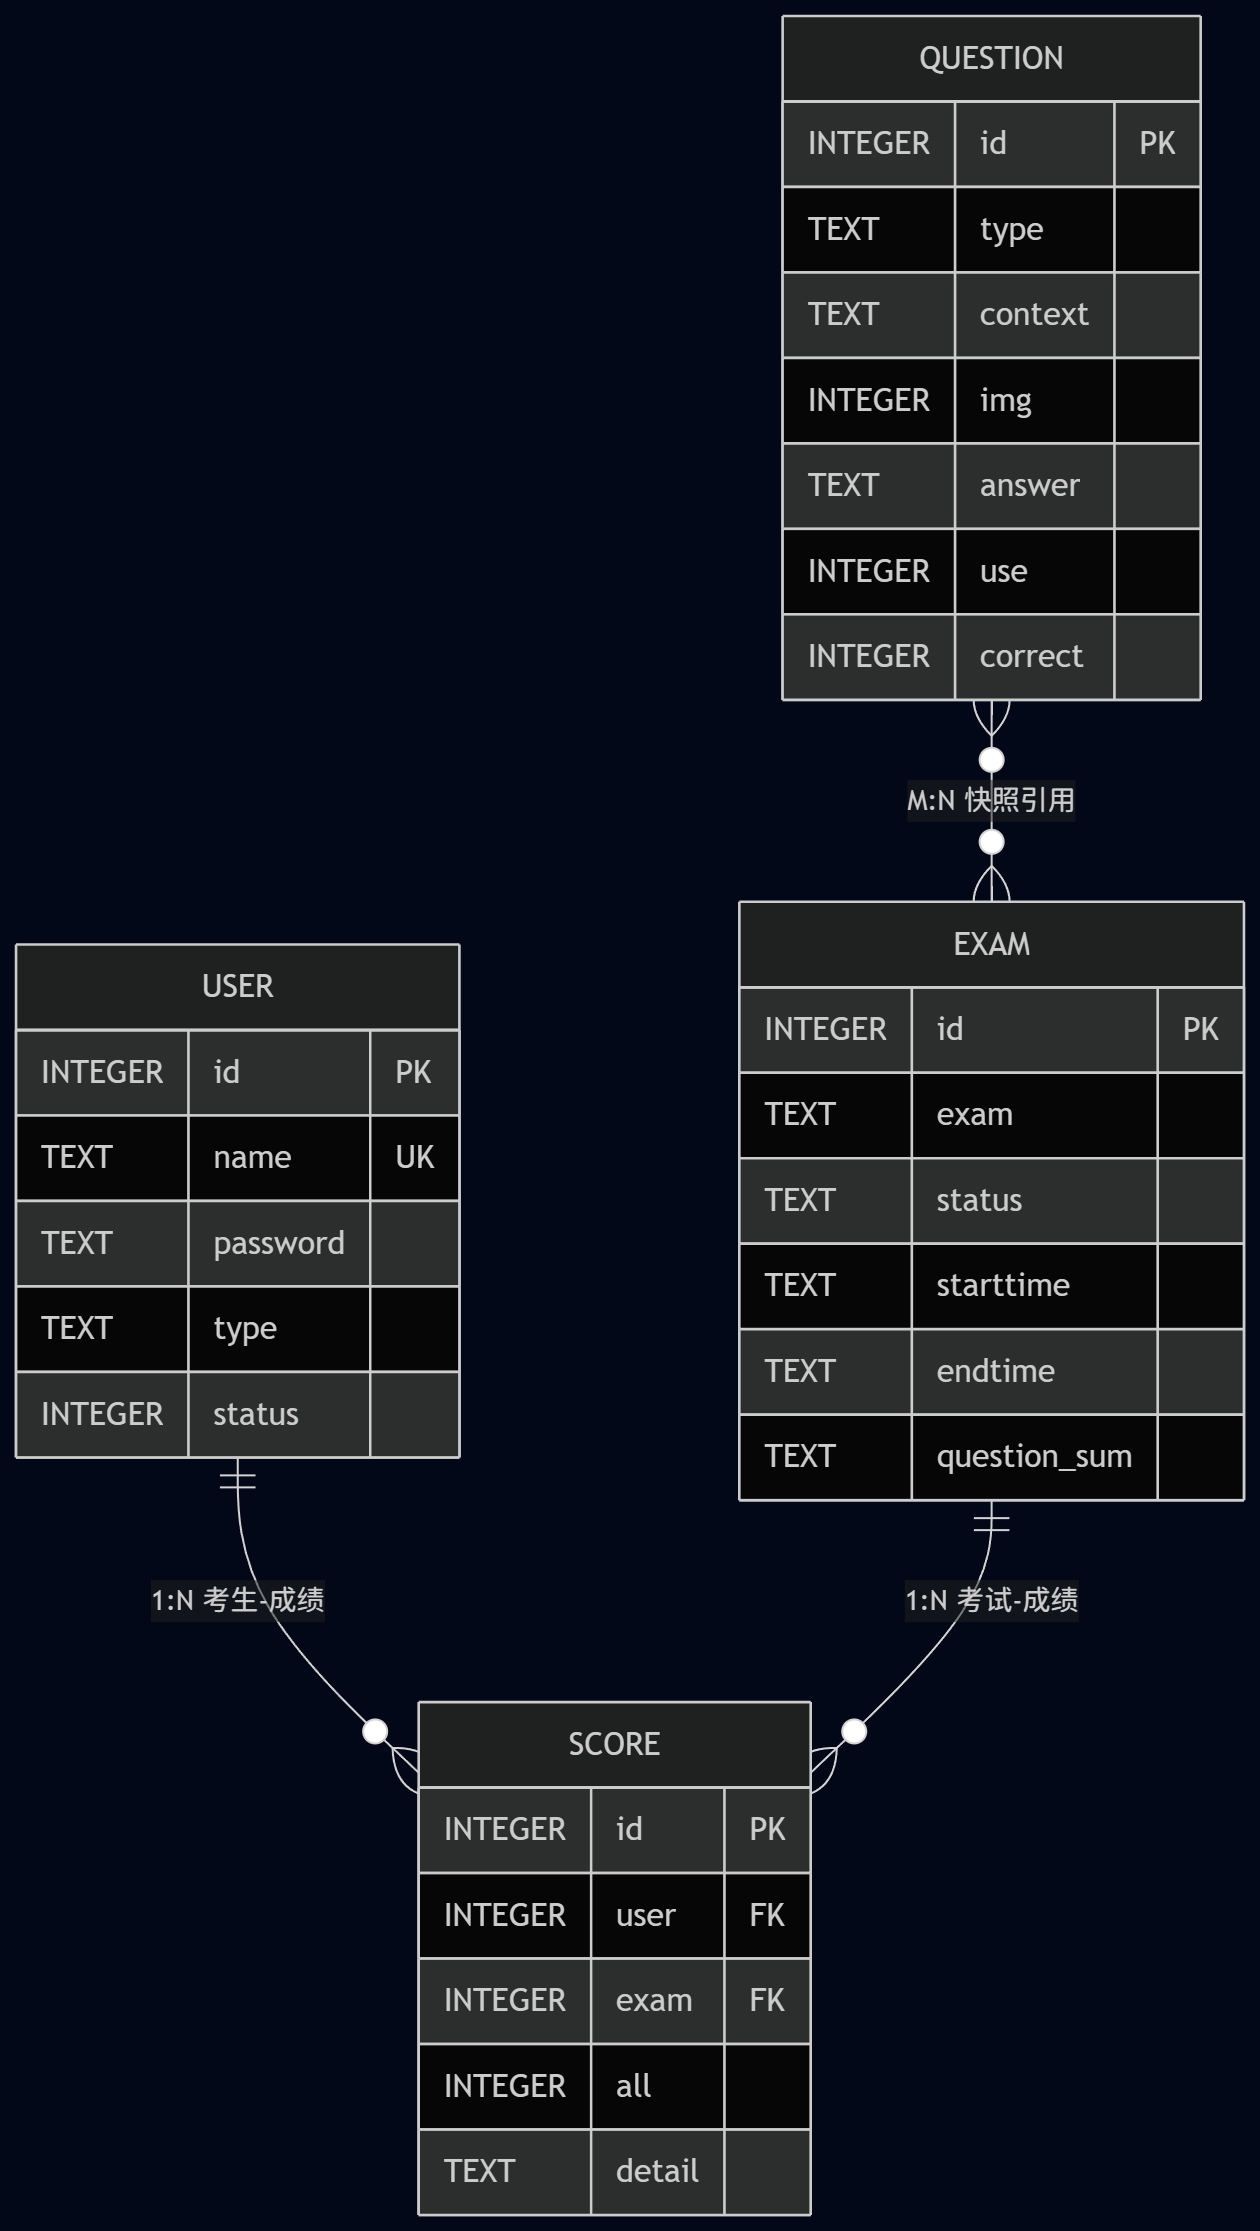 QUESTION
INTEGER id PK
TEXT type
TEXT context
INTEGER img
TEXT answer
INTEGER use
INTEGER correct
M:N 快照引用
EXAM
INTEGER id PK
TEXT exam
TEXT status
TEXT starttime
TEXT endtime
TEXT question_sum
USER
INTEGER id PK
TEXT name UK
TEXT password
TEXT type
INTEGER status
1:N 考生-成绩
1:N 考试-成绩
SCORE
INTEGER id PK
INTEGER user FK
INTEGER exam FK
INTEGER all
TEXT detail